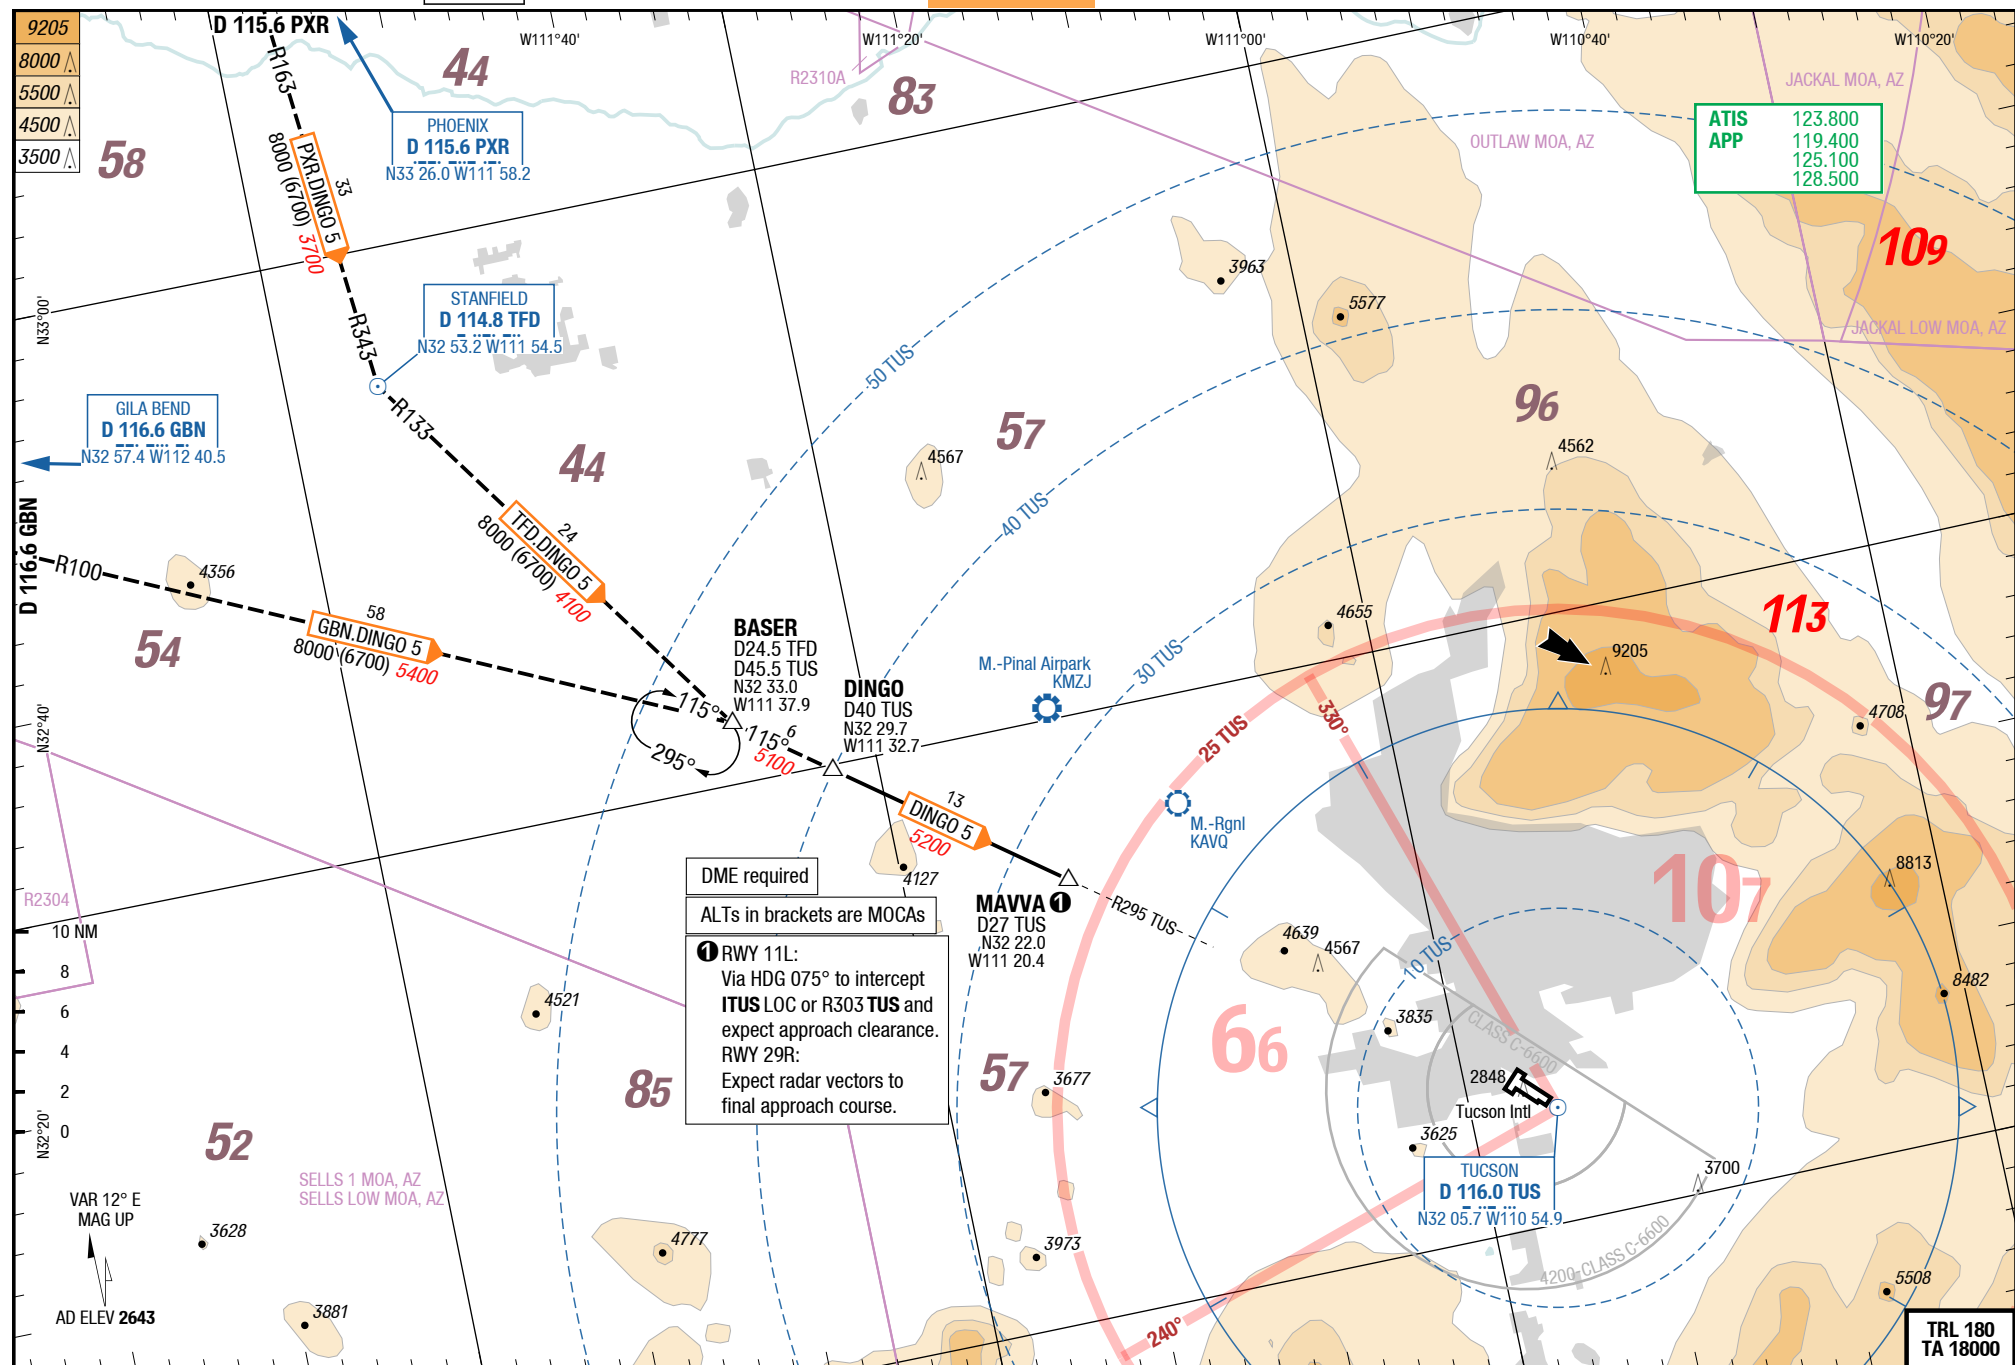 9205
8000
5500
4500
3500
D 115.6 PXR
W111°40'
W111°20'
W111°00'
W110°40'
W110°20'
R163
44
83
58
R2310A
JACKAL MOA, AZ
OUTLAW MOA, AZ
ATIS 123.800
APP 119.400
125.100
128.500
PHOENIX
D 115.6 PXR
N33 26.0 W111 58.2
33
PXR.DINGO 5
8000 (6700) 3700
109
3963
5577
N33°00'
R343
STANFIELD
D 114.8 TFD
N32 53.2 W111 54.5
JACKAL LOW MOA, AZ
50 TUS
GILA BEND
D 116.6 GBN
N32 57.4 W112 40.5
R133
96
57
44
4567
4562
40 TUS
D 116.6 GBN
R100
4356
24
TFD.DINGO 5
8000 (6700) 4100
58
GBN.DINGO 5
8000 (6700) 5400
54
113
4655
9205
BASER
D24.5 TFD
D45.5 TUS
N32 33.0
W111 37.9
DINGO
D40 TUS
N32 29.7
W111 32.7
M.-Pinal Airpark
KMZJ
30 TUS
97
4708
25 TUS
330°
N32°40'
115°
295°
115° 6
5100
13
DINGO 5
5200
M.-Rgnl
KAVQ
4127
8813
107
DME required
ALTs in brackets are MOCAs
MAVVA 1
D27 TUS
N32 22.0
W111 20.4
R295 TUS
R2304
10 NM
8
6
4
2
0
1 RWY 11L:
Via HDG 075° to intercept
ITUS LOC or R303 TUS and
expect approach clearance.
RWY 29R:
Expect radar vectors to
final approach course.
4639
4567
10 TUS
8482
4521
3835
CLASS C-6600
66
57
85
3677
2848
Tucson Intl
3625
N32°20'
52
SELLS 1 MOA, AZ
SELLS LOW MOA, AZ
TUCSON
D 116.0 TUS
N32 05.7 W110 54.9
3700
4200-CLASS C-6600
VAR 12° E
MAG UP
3628
4777
3973
5508
AD ELEV 2643
3881
240°
TRL 180
TA 18000